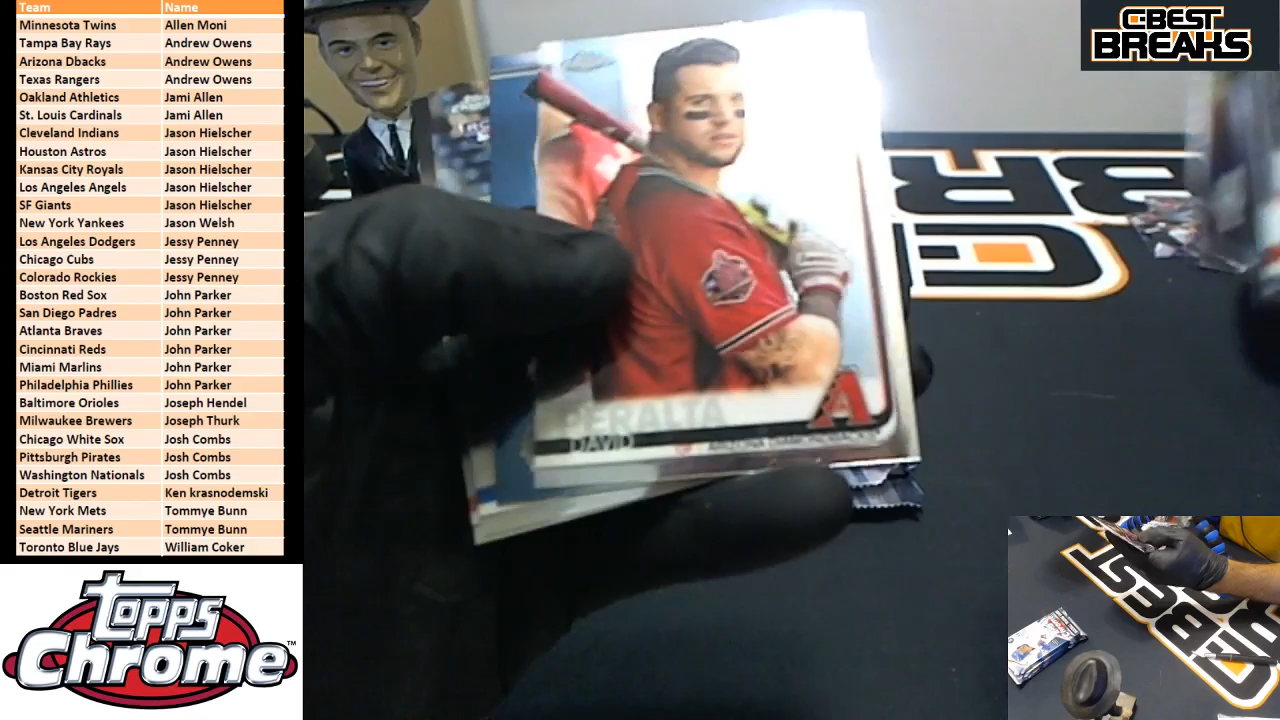 Team Name
Minnesota Twins Allen Moni
Tampa Bay Rays Andrew Owens
Arizona Dbacks Andrew Owens
Texas Rangers Andrew Owens
Oakland Athletics Jami Allen
St. Louis Cardinals Jami Allen
Cleveland Indians Jason Hielscher
Houston Astros Jason Hielscher
Kansas City Royals Jason Hielscher
Los Angeles Angels Jason Hielscher
SF Giants Jason Hielscher
New York Yankees Jason Welsh
Los Angeles Dodgers Jessy Penney
Chicago Cubs Jessy Penney
Colorado Rockies Jessy Penney
Boston Red Sox John Parker
San Diego Padres John Parker
Atlanta Braves John Parker
Cincinnati Reds John Parker
Miami Marlins John Parker
Philadelphia Phillies John Parker
Baltimore Orioles Joseph Hendel
Milwaukee Brewers Joseph Thurk
Chicago White Sox Josh Combs
Pittsburgh Pirates Josh Combs
Washington Nationals Josh Combs
Detroit Tigers Ken krasnodemski
New York Mets Tommye Bunn
Seattle Mariners Tommye Bunn
Toronto Blue Jays William Coker
Topps
Chrome™
C-BEST
BREAKS
PERALTA
DAVID
ARIZONA DIAMONDBACKS
A